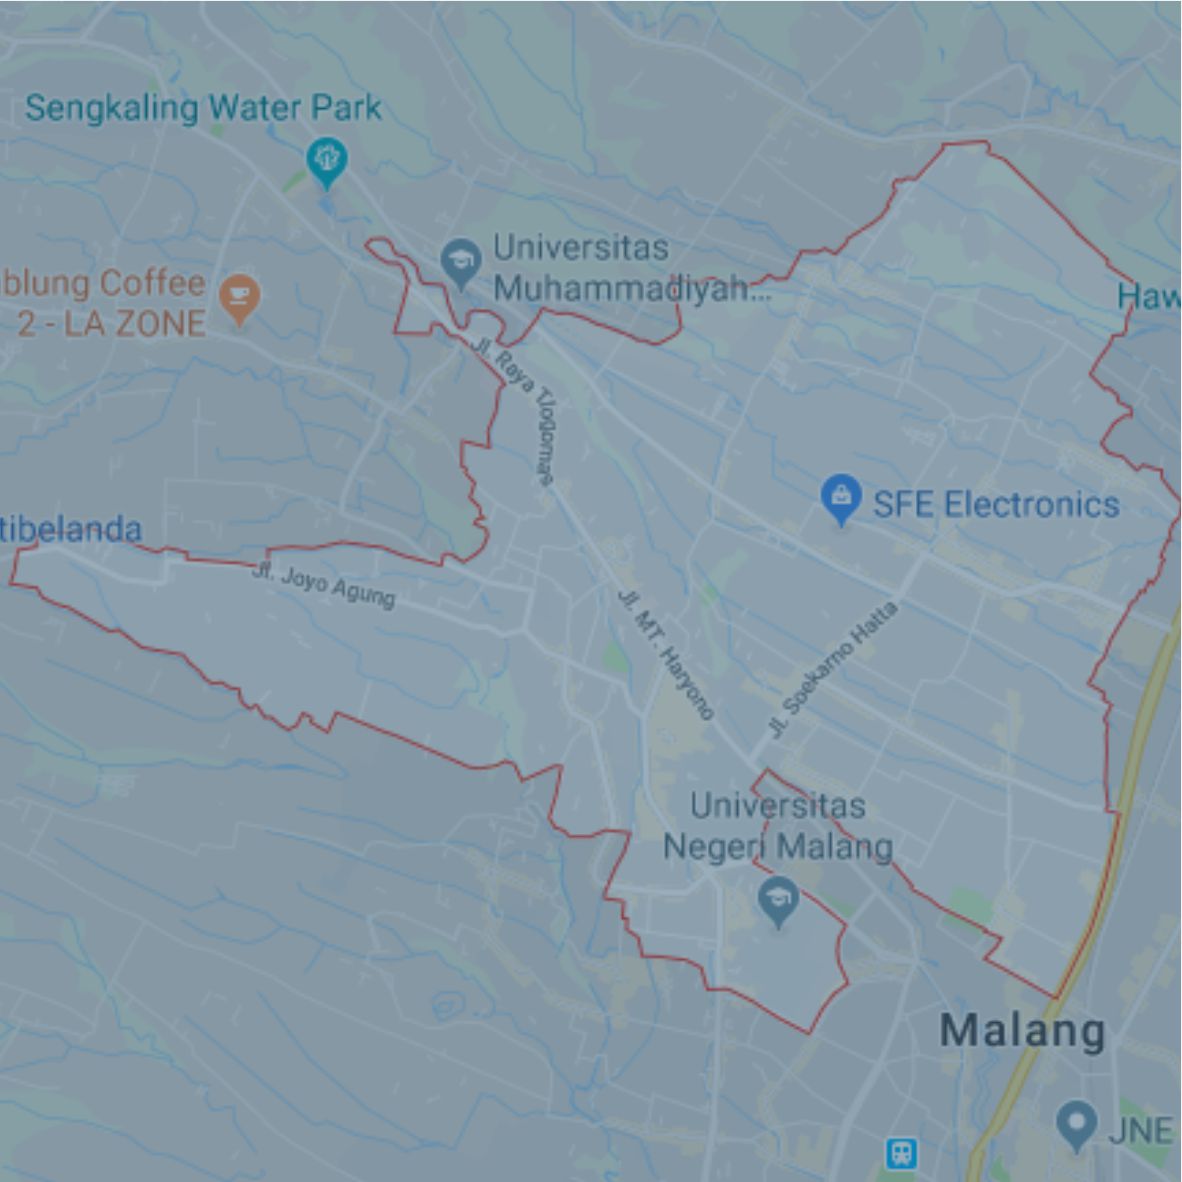 Sengkaling Water Park
Universitas
Muhammadiyah...
blung Coffee
2 - LA ZONE
Haw
Jl. Raya Tlogomas
SFE Electronics
tibelanda
Jl. Joyo Agung
Jl. MT. Haryono
Jl. Soekarno Hatta
Universitas
Negeri Malang
Malang
JNE